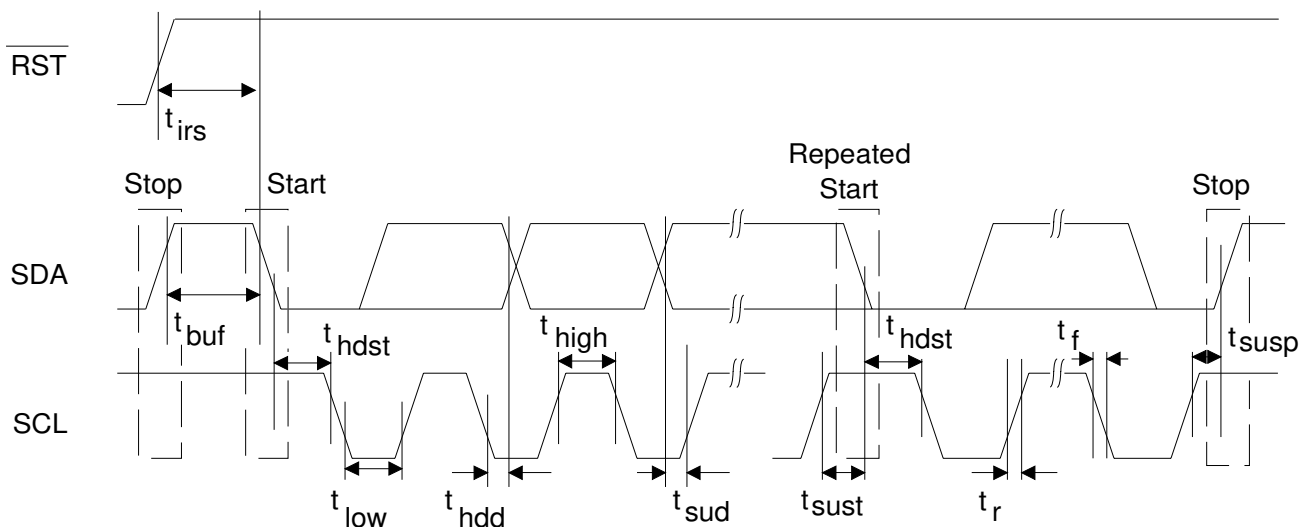 RST
t irs
Repeated
Start
Stop
Start
Stop
SDA
t buf
t hdst
t high
t hdst
t f
t susp
SCL
t low
t hdd
t sud
t sust
t r